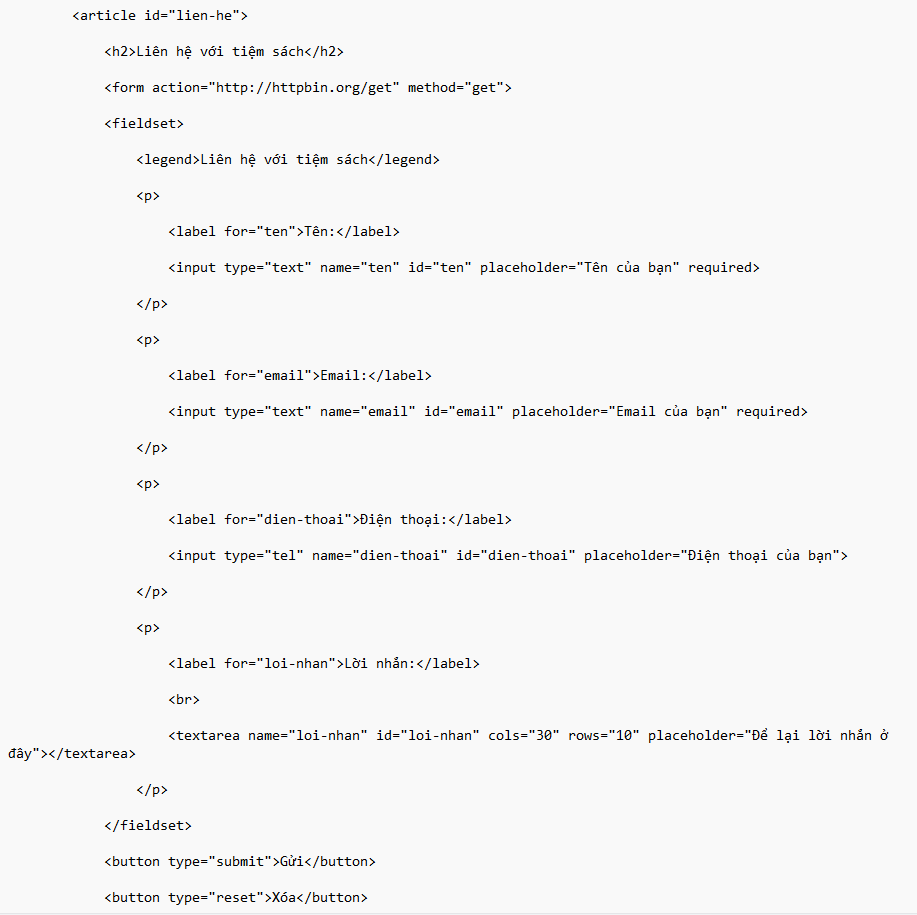 <article id="lien-he">
<h2>Liên hệ với tiệm sách</h2>
<form action="http://httpbin.org/get" method="get">
<fieldset>
<legend>Liên hệ với tiệm sách</legend>
<p>
<label for="ten">Tên:</label>
<input type="text" name="ten" id="ten" placeholder="Tên của bạn" required>
</p>
<p>
<label for="email">Email:</label>
<input type="text" name="email" id="email" placeholder="Email của bạn" required>
</p>
<p>
<label for="dien-thoai">Điện thoại:</label>
<input type="tel" name="dien-thoai" id="dien-thoai" placeholder="Điện thoại của bạn">
</p>
<p>
<label for="loi-nhan">Lời nhắn:</label>
<br>
<textarea name="loi-nhan" id="loi-nhan" cols="30" rows="10" placeholder="Để lại lời nhắn ở
đây"></textarea>
</p>
</fieldset>
<button type="submit">Gửi</button>
<button type="reset">Xóa</button>